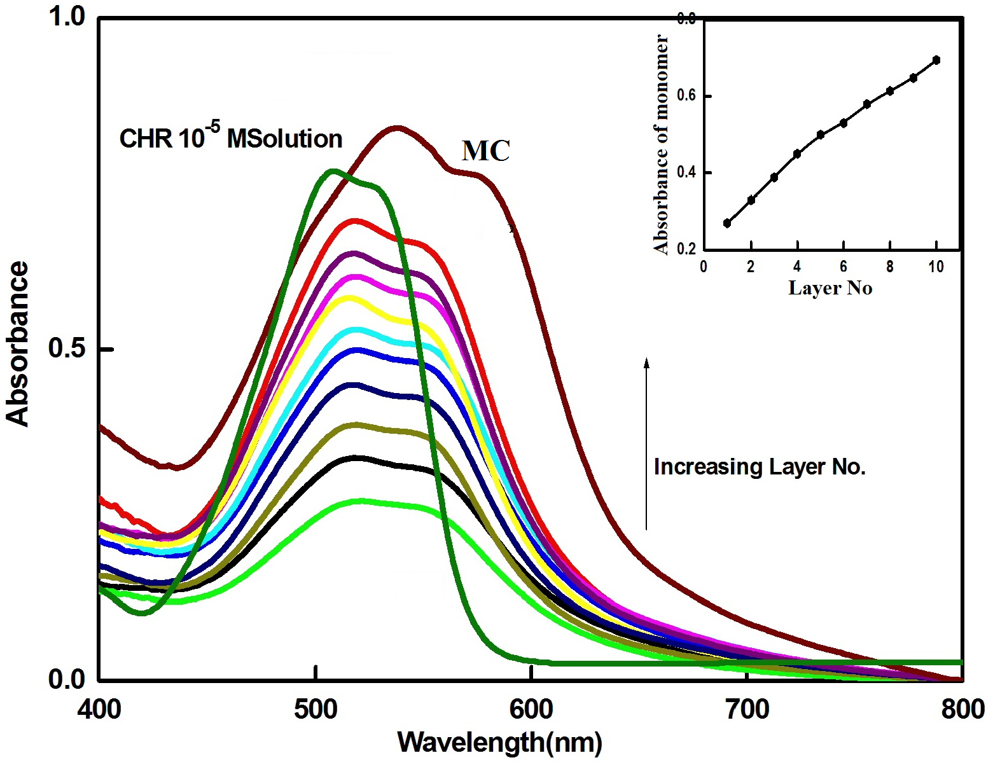 1.0
0.5
0.0
Absorbance
400 500 600 700 800
Wavelength(nm)
CHR 10-5 MSolution
MC
Increasing Layer No.
0.8
0.6
0.4
0.2
Absorbance of monomer
0 2 4 6 8 10
Layer No